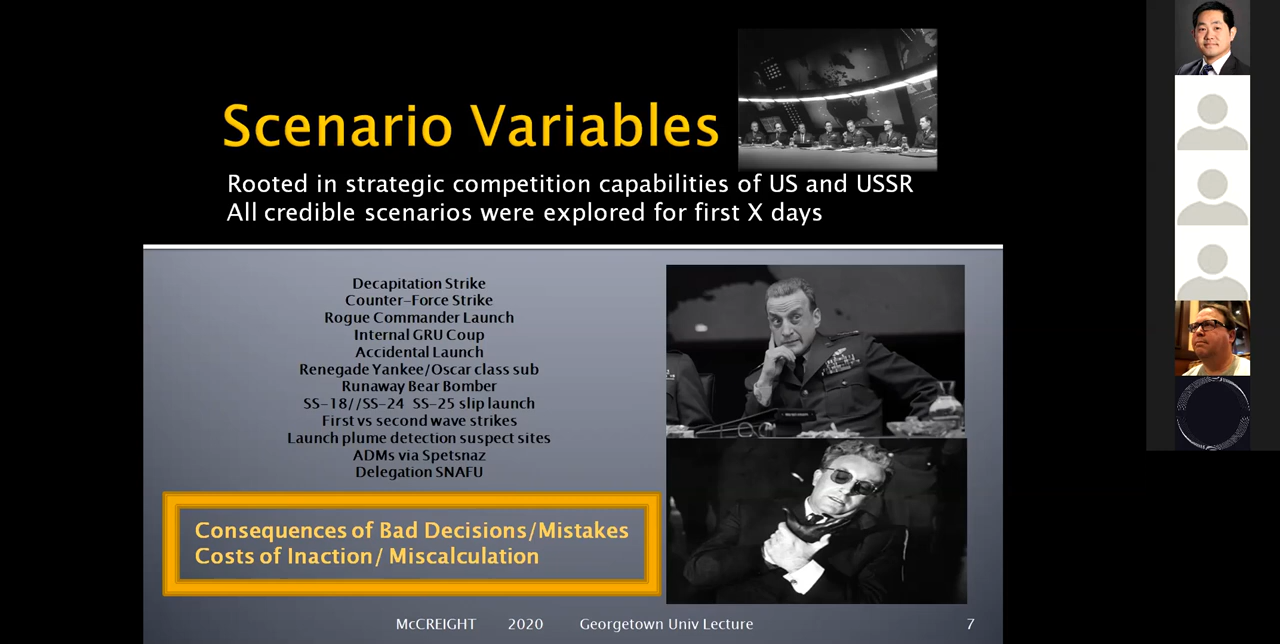 Scenario Variables
Rooted in strategic competition capabilities of US and USSR
All credible scenarios were explored for first X days
Decapitation Strike
Counter-Force Strike
Rogue Commander Launch
Internal GRU Coup
Accidental Launch
Renegade Yankee/Oscar class sub
Runaway Bear Bomber
SS-18//SS-24 SS-25 slip launch
First vs second wave strikes
Launch plume detection suspect sites
ADMs via Spetsnaz
Delegation SNAFU
Consequences of Bad Decisions/Mistakes
Costs of Inaction/ Miscalculation
McCREIGHT 2020 Georgetown Univ Lecture 7